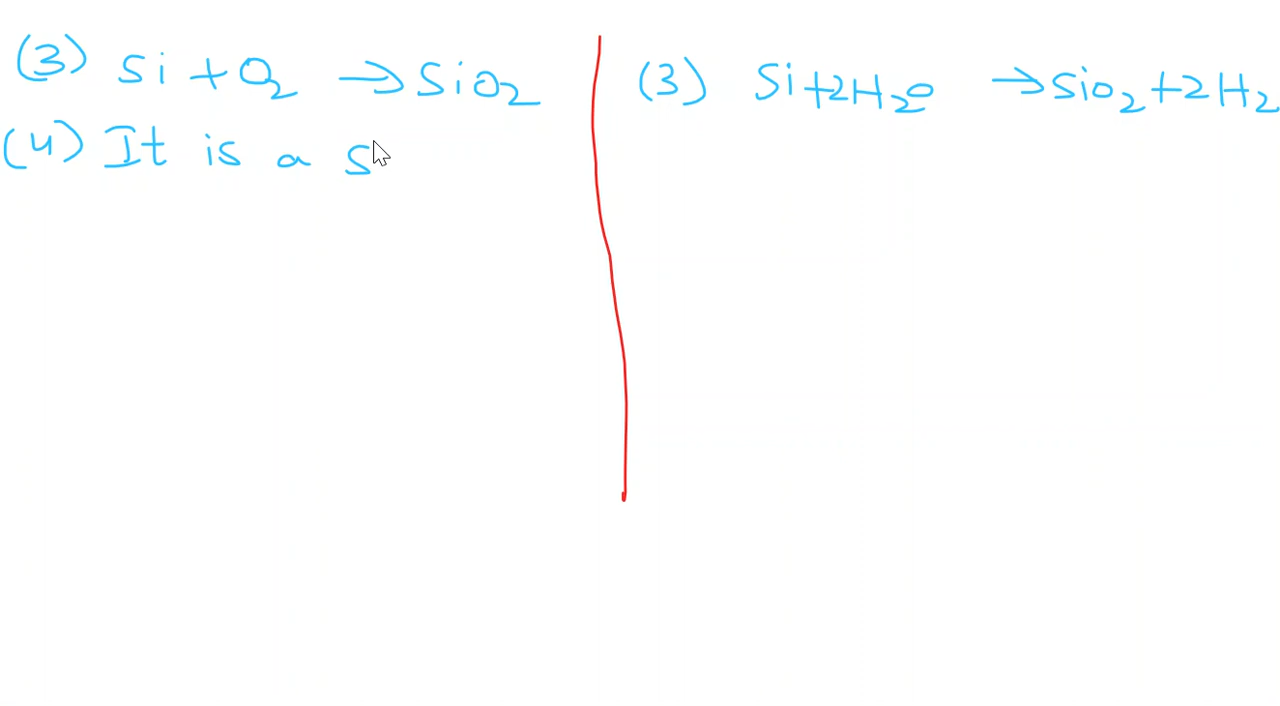 (3) Si + O2 → SiO2
(4) It is a s
(3) Si + 2H2O → SiO2 + 2H2